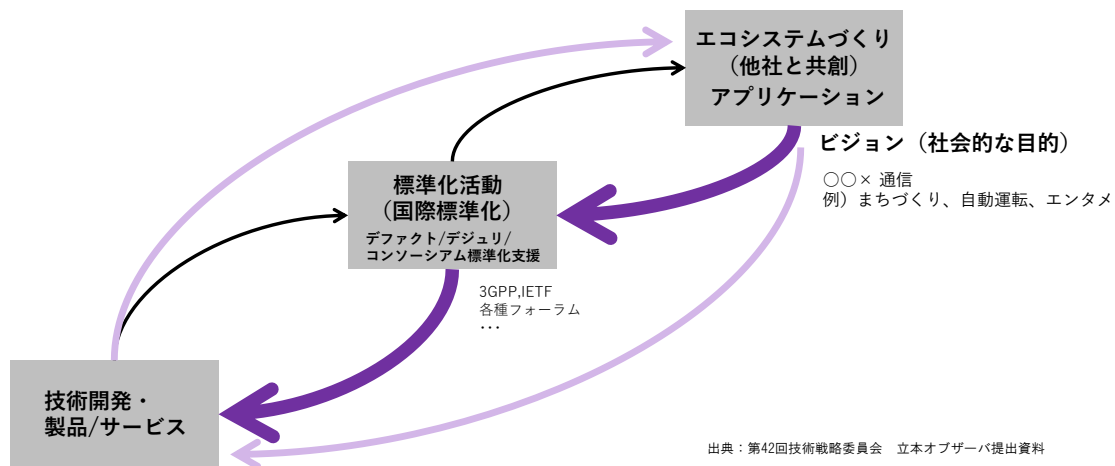 エコシステムづくり
（他社と共創）
アプリケーション
ビジョン（社会的な目的）
○○× 通信
例）まちづくり、自動運転、エンタメ
標準化活動
（国際標準化）
デファクト/デジュリ/
コンソーシアム標準化支援
3GPP,IETF
各種フォーラム
・・・
技術開発・
製品/サービス
出典：第42回技術戦略委員会　立本オブザーバ提出資料